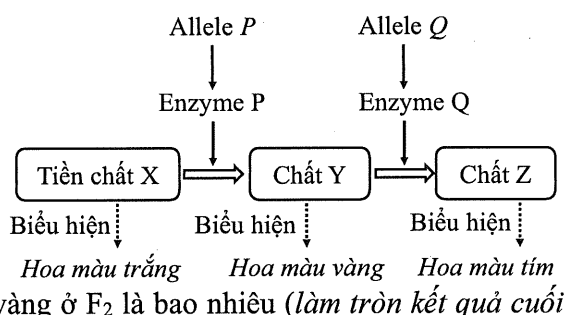 Allele P Allele Q
Enzyme P Enzyme Q
Tiền chất X Chất Y Chất Z
Biểu hiện Biểu hiện Biểu hiện
Hoa màu trắng Hoa màu vàng Hoa màu tím
vàng ở F₂ là bao nhiêu (làm tròn kết quả cuối